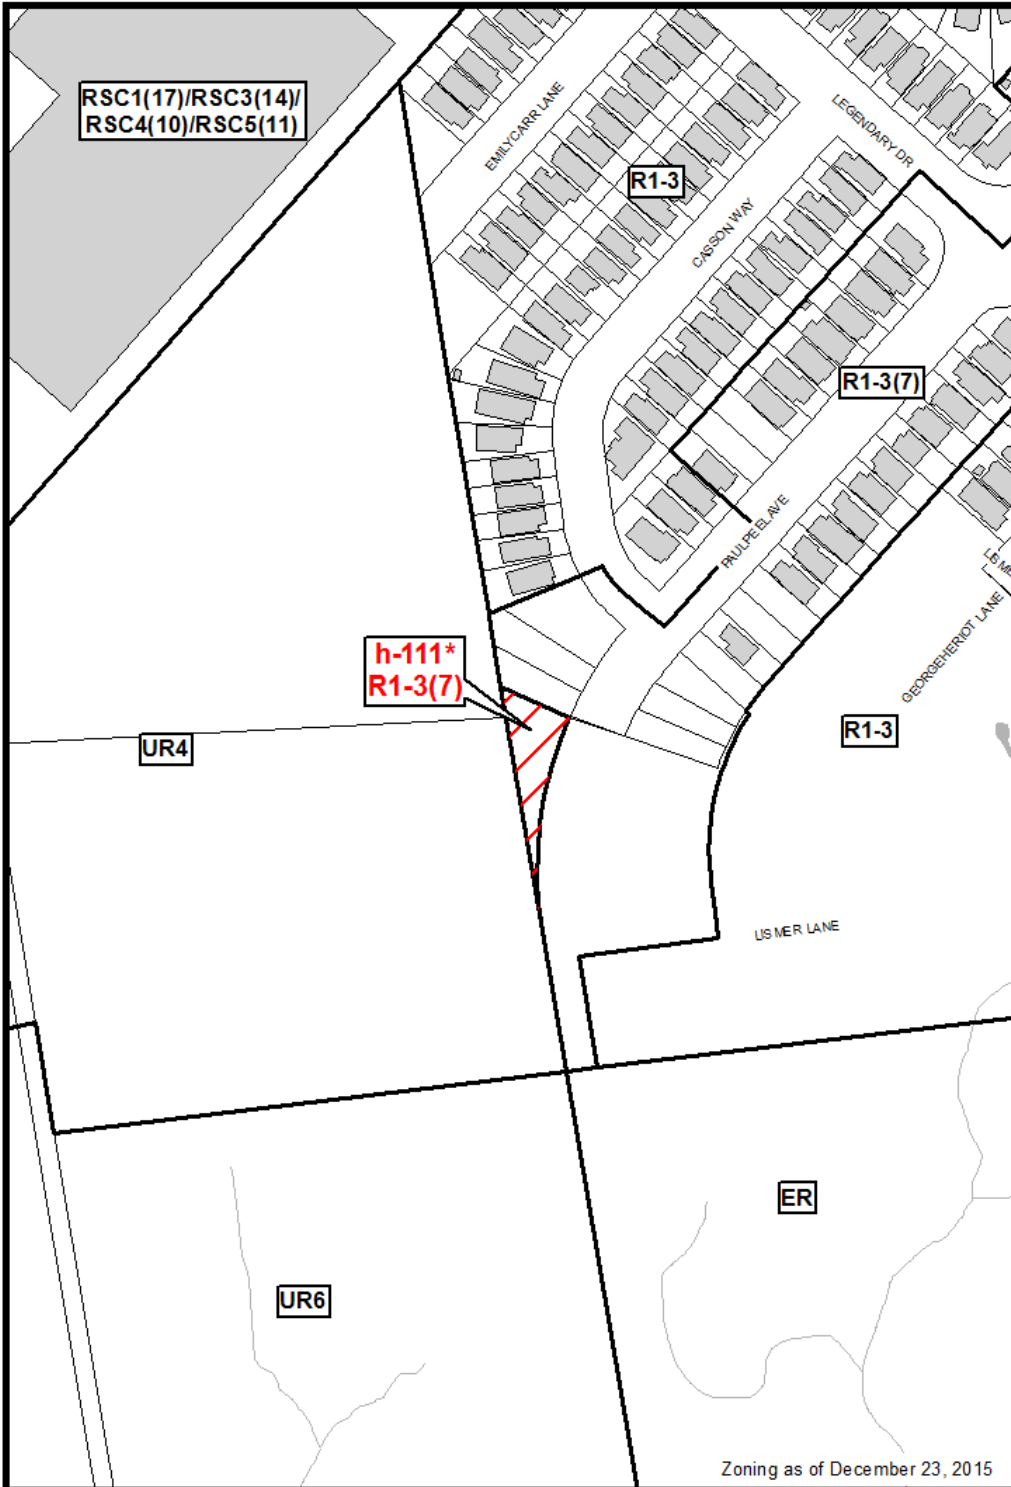 RSC1(17)/RSC3(14)/
RSC4(10)/RSC5(11)
EMILYCARR LANE
LEGENDARY DR
R1-3
CASSON WAY
R1-3(7)
PAULPEELAVE
GEORGEHERIOT LANE
h-111*
R1-3(7)
R1-3
UR4
LISMER LANE
ER
UR6
Zoning as of December 23, 2015